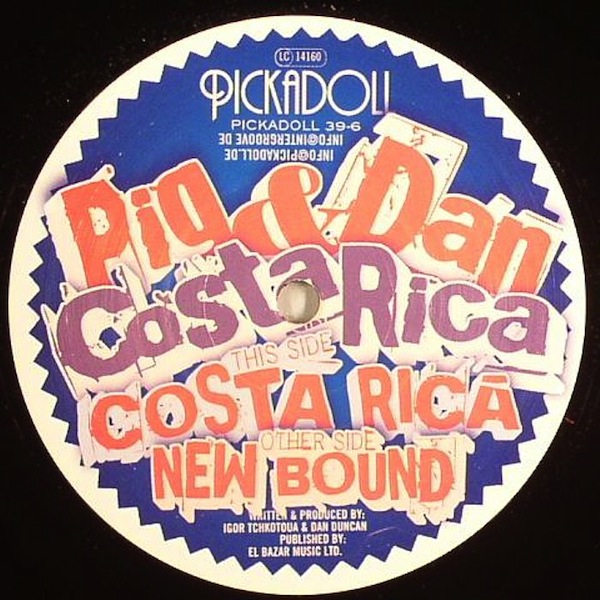 LC 14160
PICKADOLL
PICKADOLL 39-6
INFO@INTERGROOVE DE
INFO@PICKADOLL.DE
Pig & Dan
Costa Rica
THIS SIDE
COSTA RICA
OTHER SIDE
NEW BOUND
WRITTEN & PRODUCED BY:
IGOR TCHKOTOUA & DAN DUNCAN
PUBLISHED BY:
EL BAZAR MUSIC LTD.